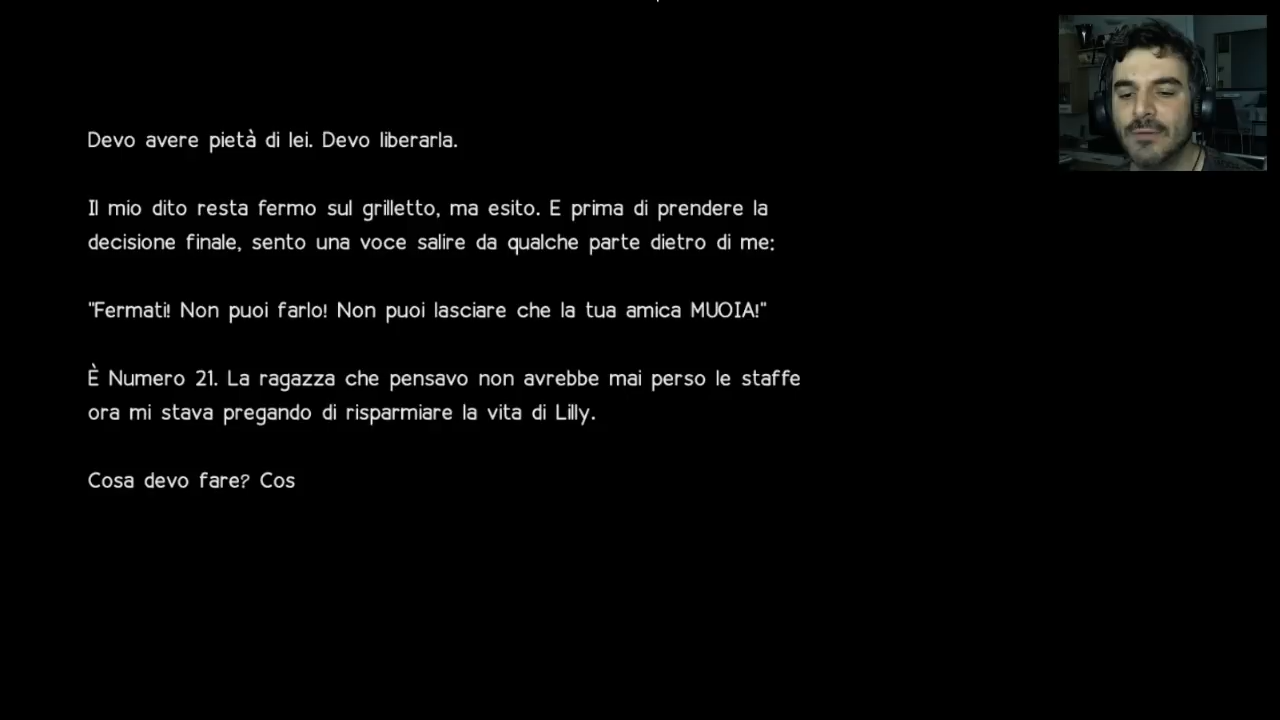 Devo avere pietà di lei. Devo liberarla.
Il mio dito resta fermo sul grilletto, ma esito. E prima di prendere la
decisione finale, sento una voce salire da qualche parte dietro di me:
"Fermati! Non puoi farlo! Non puoi lasciare che la tua amica MUOIA!"
È Numero 21. La ragazza che pensavo non avrebbe mai perso le staffe
ora mi stava pregando di risparmiare la vita di Lilly.
Cosa devo fare? Cos